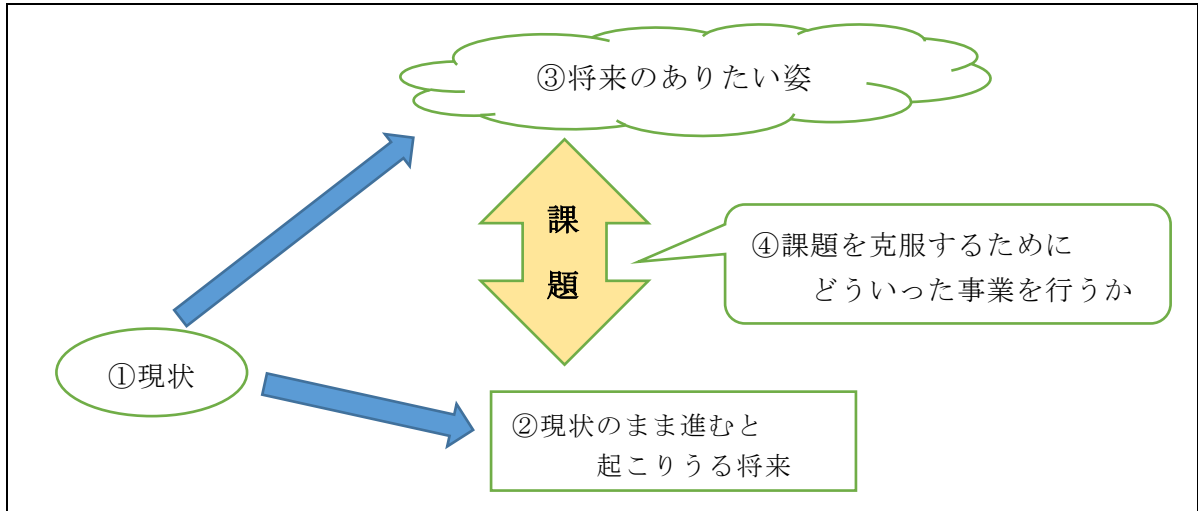 ③将来のありたい姿
課
題
④課題を克服するために
どういった事業を行うか
①現状
②現状のまま進むと
起こりうる将来